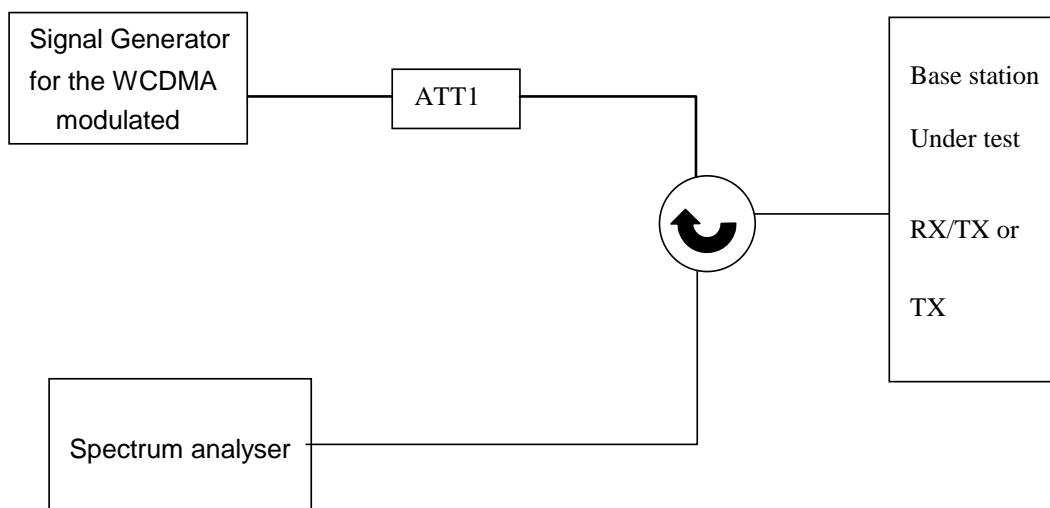 Signal Generator
for the WCDMA
modulated
ATT1
Base station
Under test
RX/TX or
TX
Spectrum analyser